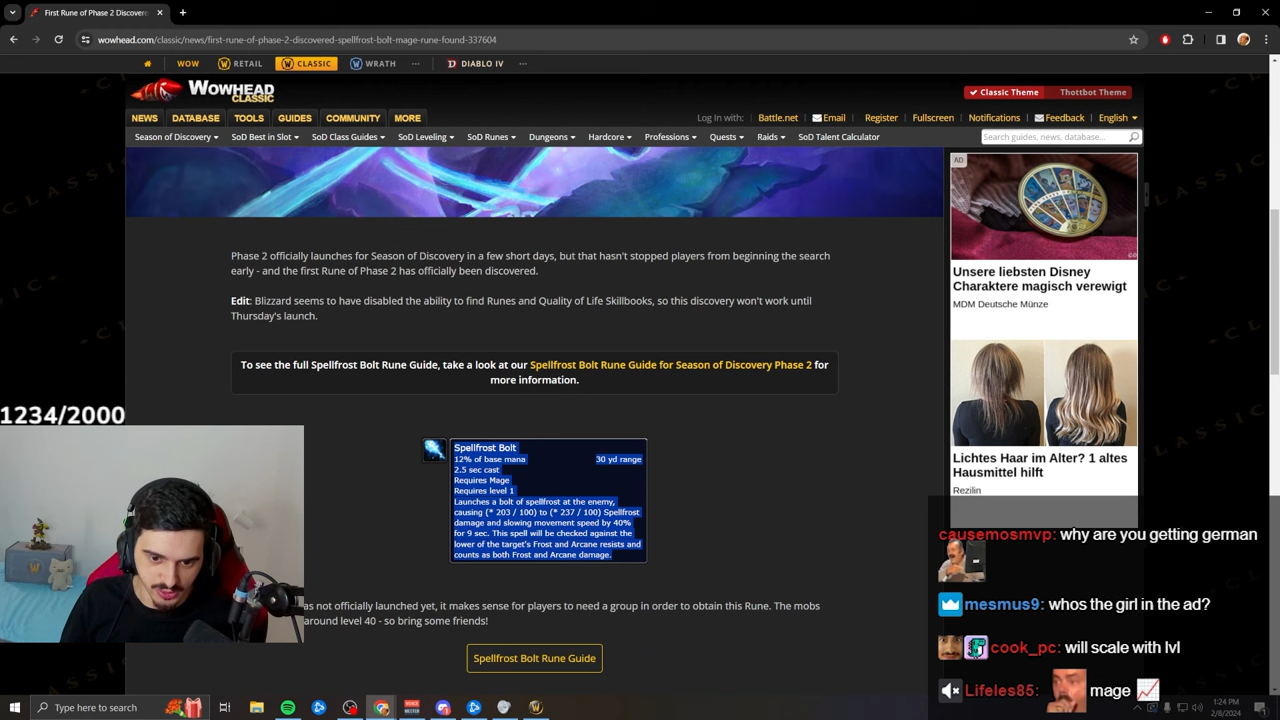 First Rune of Phase 2 Discovere
wowhead.com/classic/news/first-rune-of-phase-2-discovered-spellfrost-bolt-mage-rune-found-337604
WOW
RETAIL
CLASSIC
WRATH
DIABLO IV
WOWHEAD
CLASSIC
Classic Theme
Thottbot Theme
NEWS DATABASE TOOLS GUIDES COMMUNITY MORE
Log In with: Battle.net Email Register Fullscreen Notifications Feedback English
Season of Discovery SoD Best in Slot SoD Class Guides SoD Leveling SoD Runes Dungeons Hardcore Professions Quests Raids SoD Talent Calculator
Search guides, news, database...
Phase 2 officially launches for Season of Discovery in a few short days, but that hasn't stopped players from beginning the search
early - and the first Rune of Phase 2 has officially been discovered.
Edit: Blizzard seems to have disabled the ability to find Runes and Quality of Life Skillbooks, so this discovery won't work until
Thursday's launch.
To see the full Spellfrost Bolt Rune Guide, take a look at our Spellfrost Bolt Rune Guide for Season of Discovery Phase 2 for
more information.
Spellfrost Bolt
12% of base mana 30 yd range
2.5 sec cast
Requires Mage
Requires level 1
Launches a bolt of spellfrost at the enemy,
causing (* 203 / 100) to (* 237 / 100) Spellfrost
damage and slowing movement speed by 40%
for 9 sec. This spell will be checked against the
lower of the target's Frost and Arcane resists and
counts as both Frost and Arcane damage.
as not officially launched yet, it makes sense for players to need a group in order to obtain this Rune. The mobs
around level 40 - so bring some friends!
Spellfrost Bolt Rune Guide
AD
Unsere liebsten Disney
Charaktere magisch verewigt
MDM Deutsche Münze
Lichtes Haar im Alter? 1 altes
Hausmittel hilft
Rezilin
1234/2000
causemosmvp: why are you getting german
mesmus9: whos the girl in the ad?
cook_pc: will scale with lvl
Lifeles85: mage
CLASSIC
CLASSIC
Type here to search
1:24 PM
2/8/2024